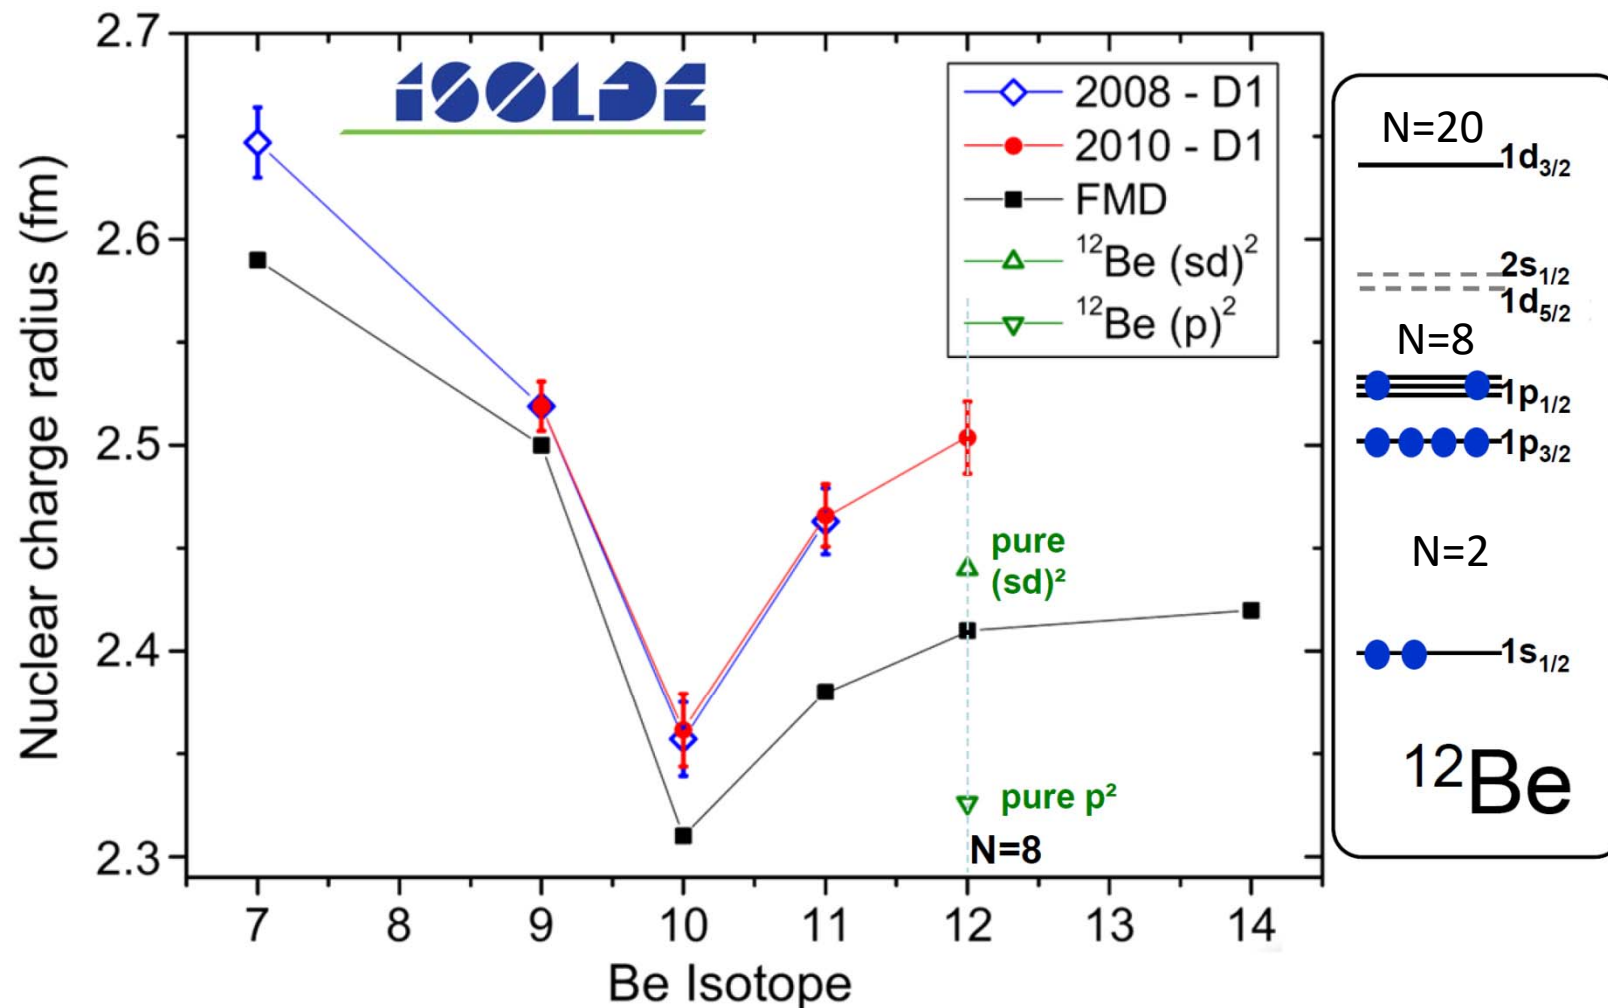 2.7
2.6
2.5
2.4
2.3
Nuclear charge radius (fm)
ISOLDE
2008 - D1
2010 - D1
FMD
¹²Be (sd)²
¹²Be (p)²
pure
(sd)²
pure p²
N=8
7 8 9 10 11 12 13 14
Be Isotope
N=20
1d₃/₂
2s₁/₂
1d₅/₂
N=8
1p₁/₂
1p₃/₂
N=2
1s₁/₂
¹²Be